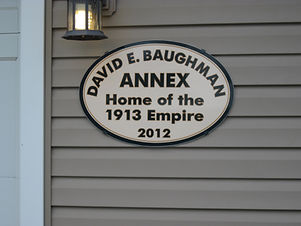 DAVID E. BAUGHMAN
ANNEX
Home of the
1913 Empire
2012